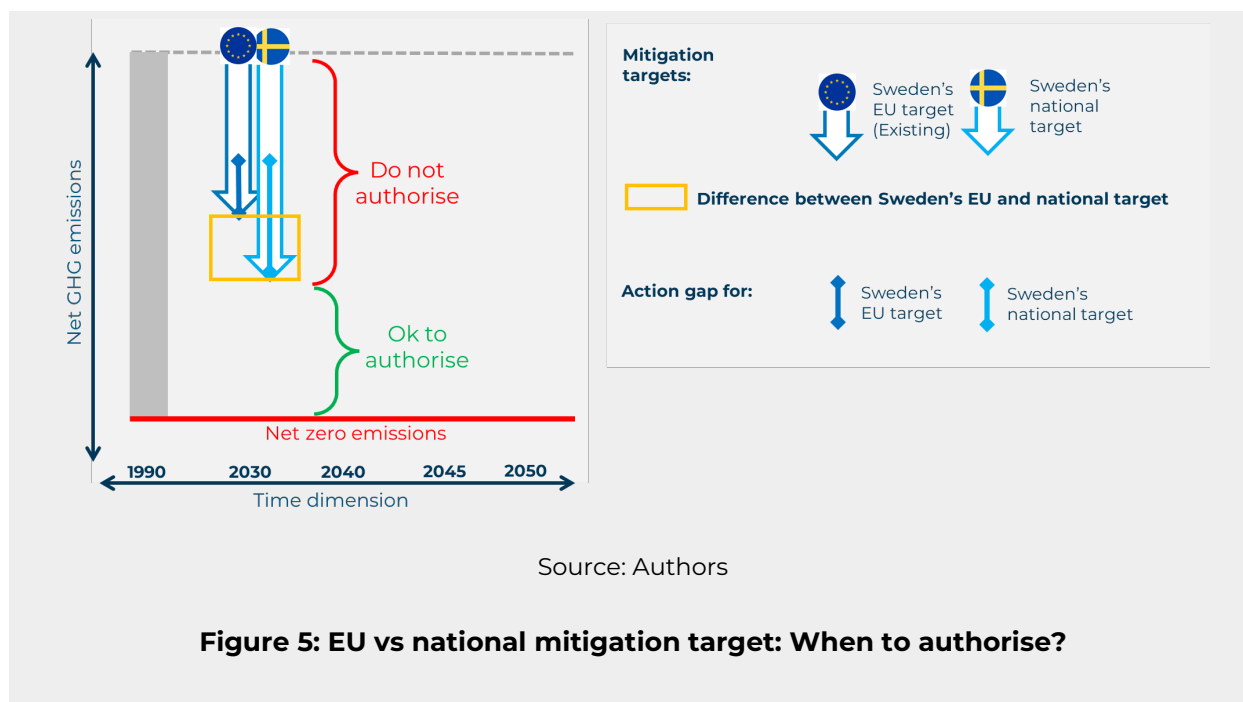 Net GHG emissions
Do not
authorise
Ok to
authorise
Net zero emissions
1990
2030
2040
2045
2050
Time dimension
Mitigation
targets:
Sweden's
EU target
(Existing)
Sweden's
national
target
Difference between Sweden's EU and national target
Action gap for:
Sweden's
EU target
Sweden's
national target
Source: Authors
Figure 5: EU vs national mitigation target: When to authorise?